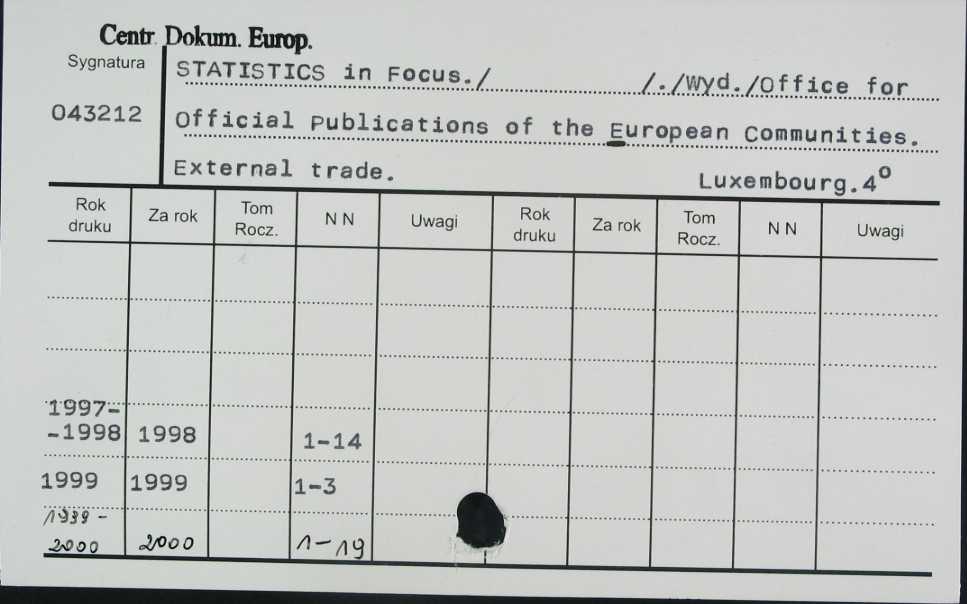 Centr. Dokum. Europ.
Sygnatura
STATISTICS in Focus./ /./Wyd./Office for
043212
Official Publications of the European Communities.
External trade. Luxembourg.4°
Rok druku Za rok Tom Rocz. N N Uwagi Rok druku Za rok Tom Rocz. N N Uwagi
1997-
-1998 1998 1-14
1999 1999 1-3
1939-
2000 2000 1-19